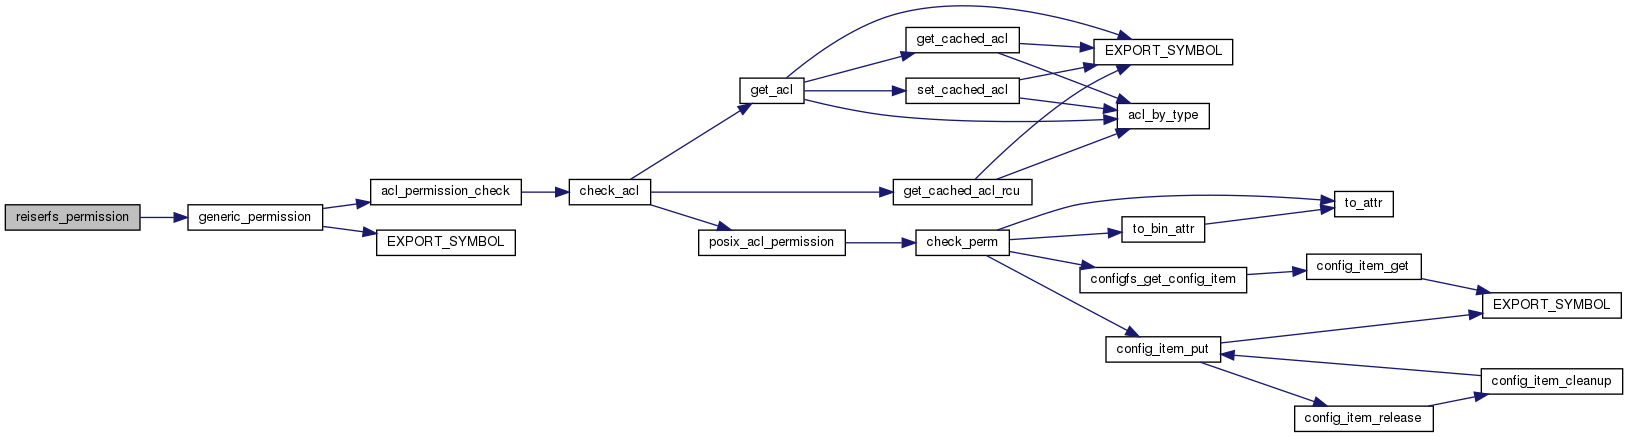 reiserfs_permission
generic_permission
acl_permission_check
EXPORT_SYMBOL
check_acl
get_acl
get_cached_acl
set_cached_acl
EXPORT_SYMBOL
acl_by_type
get_cached_acl_rcu
posix_acl_permission
check_perm
to_attr
to_bin_attr
configfs_get_config_item
config_item_get
EXPORT_SYMBOL
config_item_put
config_item_cleanup
config_item_release